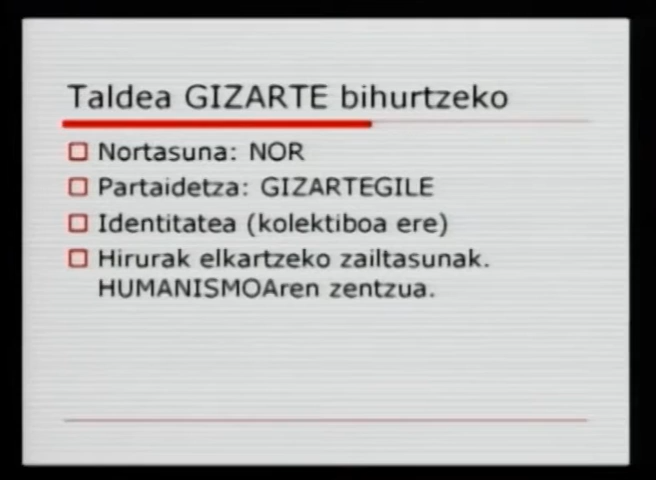 Taldea GIZARTE bihurtzeko
Nortasuna: NOR
Partaidetza: GIZARTEGILE
Identitatea (kolektiboa ere)
Hirurak elkartzeko zailtasunak.
HUMANISMOAren zentzua.